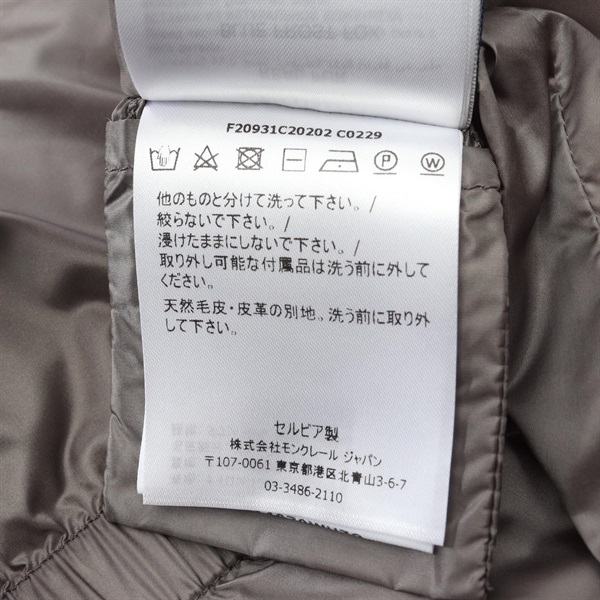 BLUE FROST FOX
F20931C20202 C0229
P W
他のものと分けて洗って下さい。/
絞らないで下さい。/
浸けたままにしないで下さい。/
取り外し可能な付属品は洗う前に外して
ください。
天然毛皮・皮革の別地。洗う前に取り外
して下さい。
セルビア製
株式会社モンクレール ジャパン
〒107-0061 東京都港区北青山3-6-7
03-3486-2110